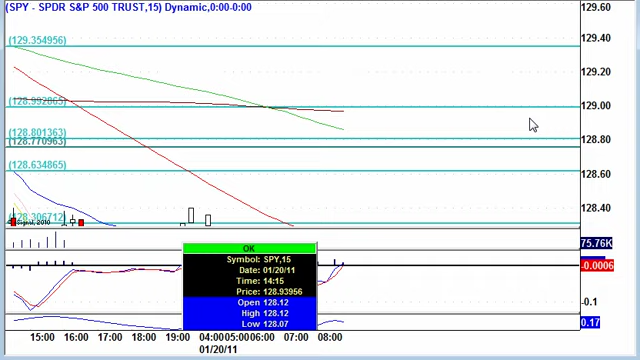 (SPY - SPDR S&P 500 TRUST,15) Dynamic,0:00-0:00
129.60
(129.354956)
129.40
129.20
(128.992865)
129.00
(128.801363)
128.80
(128.770963)
(128.634865)
128.60
(128.306712)
128.40
75.76K
OK
Symbol: SPY,15
Date: 01/20/11
Time: 14:15
Price: 128.93956
Open 128.12
High 128.12
Low 128.07
-0.0006
-0.1
0.17
15:00 16:00 17:00 18:00 19:00 04:00 05:00 06:00 07:00 08:00
01/20/11